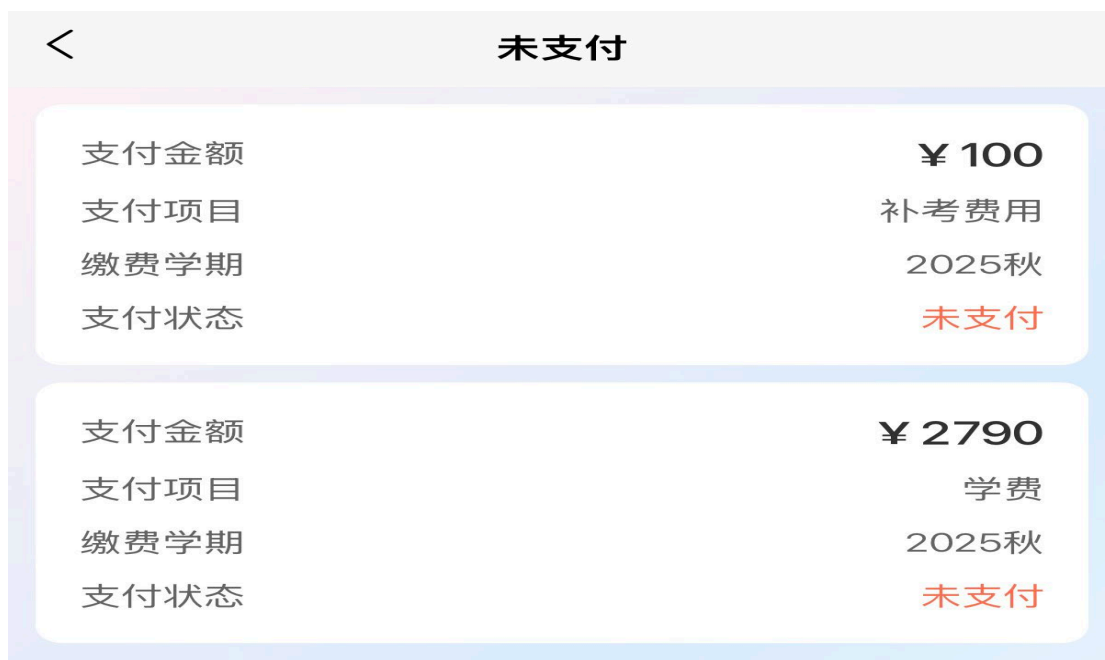 未支付
支付金额 ¥100
支付项目 补考费用
缴费学期 2025秋
支付状态 未支付
支付金额 ¥2790
支付项目 学费
缴费学期 2025秋
支付状态 未支付